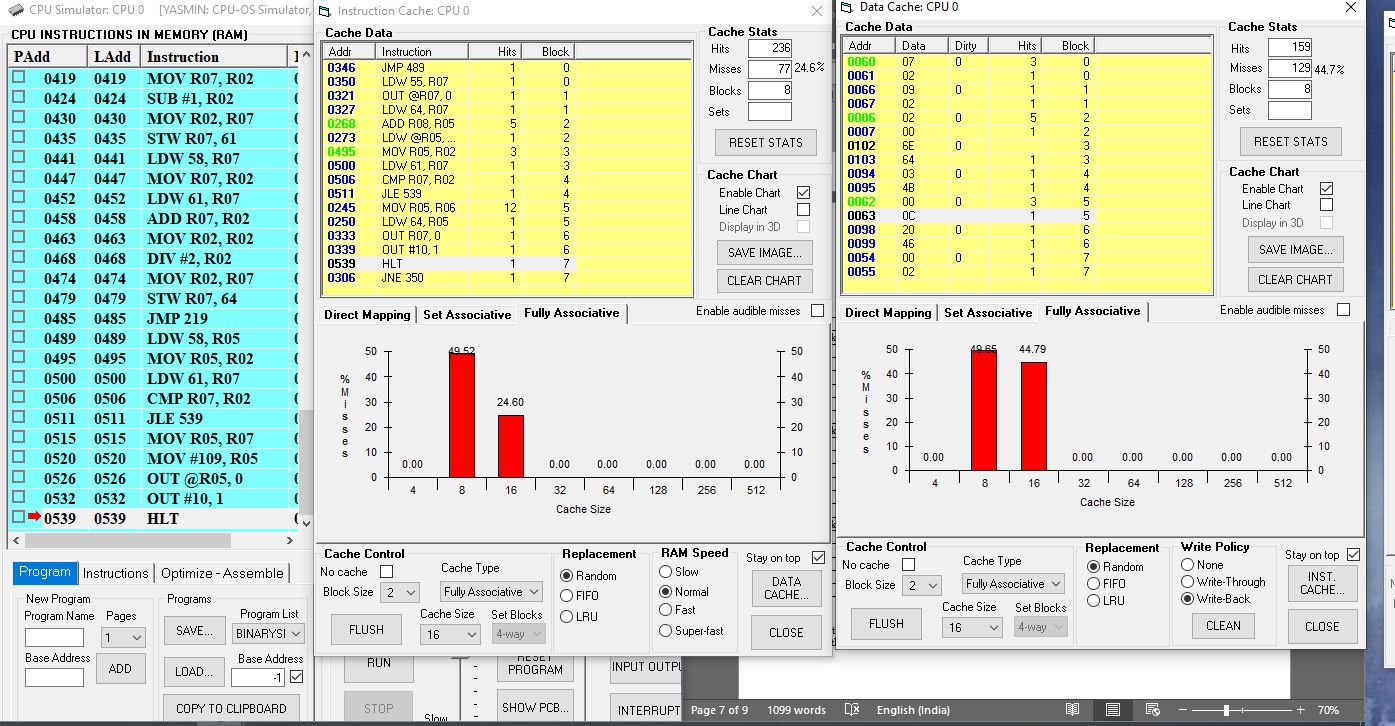 CPU Simulator: CPU 0 [YASMIN: CPU-OS Simulator,
CPU INSTRUCTIONS IN MEMORY (RAM)
PAdd LAdd Instruction
0419 0419 MOV R07, R02
0424 0424 SUB #1, R02
0430 0430 MOV R02, R07
0435 0435 STW R07, 61
0441 0441 LDW 58, R07
0447 0447 MOV R07, R02
0452 0452 LDW 61, R07
0458 0458 ADD R07, R02
0463 0463 MOV R02, R02
0468 0468 DIV #2, R02
0474 0474 MOV R02, R07
0479 0479 STW R07, 64
0485 0485 JMP 219
0489 0489 LDW 58, R05
0495 0495 MOV R05, R02
0500 0500 LDW 61, R07
0506 0506 CMP R07, R02
0511 0511 JLE 539
0515 0515 MOV R05, R07
0520 0520 MOV #109, R05
0526 0526 OUT @R05, 0
0532 0532 OUT #10, 1
0539 0539 HLT
Program Instructions Optimize - Assemble
New Program
Program Name Pages
1
Base Address
ADD
Programs
Program List
SAVE... BINARYSI
Base Address
LOAD... -1
COPY TO CLIPBOARD
Instruction Cache: CPU 0
Cache Data
Addr Instruction Hits Block
0346 JMP 489 1 0
0350 LDW 55, R07 1 0
0321 OUT @R07, 0 1 1
0327 LDW 64, R07 1 1
0268 ADD R08, R05 5 2
0273 LDW @R05, ... 1 2
0495 MOV R05, R02 3 3
0500 LDW 61, R07 1 3
0506 CMP R07, R02 1 4
0511 JLE 539 1 4
0245 MOV R05, R06 12 5
0250 LDW 64, R05 1 5
0333 OUT R07, 0 1 6
0339 OUT #10, 1 1 6
0539 HLT 1 7
0306 JNE 350 1 7
Cache Stats
Hits 236
Misses 77 24.6%
Blocks 8
Sets
RESET STATS
Cache Chart
Enable Chart
Line Chart
Display in 3D
SAVE IMAGE...
CLEAR CHART
Enable audible misses
Direct Mapping Set Associative Fully Associative
% Misses
50 50
40 40
30 30
20 20
10 10
0 0
0.00 49.52 24.60 0.00 0.00 0.00 0.00 0.00
4 8 16 32 64 128 256 512
Cache Size
Cache Control
No cache
Block Size 2
FLUSH
Cache Type
Fully Associative
Cache Size Set Blocks
16 4-way
Replacement
Random
FIFO
LRU
RAM Speed
Slow
Normal
Fast
Super-fast
Stay on top
DATA CACHE...
CLOSE
Data Cache: CPU 0
Cache Data
Addr Data Dirty Hits Block
0060 07 0 3 0
0061 02 1 0
0066 09 0 1 1
0067 02 1 1
0006 02 0 5 2
0007 00 1 2
0102 6E 0 3
0103 64 1 3
0094 03 0 1 4
0095 4B 1 4
0062 00 0 3 5
0063 0C 1 5
0098 20 0 1 6
0099 46 1 6
0054 00 0 1 7
0055 02 1 7
Cache Stats
Hits 159
Misses 129 44.7%
Blocks 8
Sets
RESET STATS
Cache Chart
Enable Chart
Line Chart
Display in 3D
SAVE IMAGE...
CLEAR CHART
Enable audible misses
Direct Mapping Set Associative Fully Associative
% Misses
50 50
40 40
30 30
20 20
10 10
0 0
0.00 49.65 44.79 0.00 0.00 0.00 0.00 0.00
4 8 16 32 64 128 256 512
Cache Size
Cache Control
No cache
Block Size 2
FLUSH
Cache Type
Fully Associative
Cache Size Set Blocks
16 4-way
Replacement
Random
FIFO
LRU
Write Policy
None
Write-Through
Write-Back
CLEAN
Stay on top
INST. CACHE...
CLOSE
RUN
STOP
Slow
RESET PROGRAM
SHOW PCB...
INPUT OUTPU
INTERRUPT
Page 7 of 9 1099 words English (India) 70%